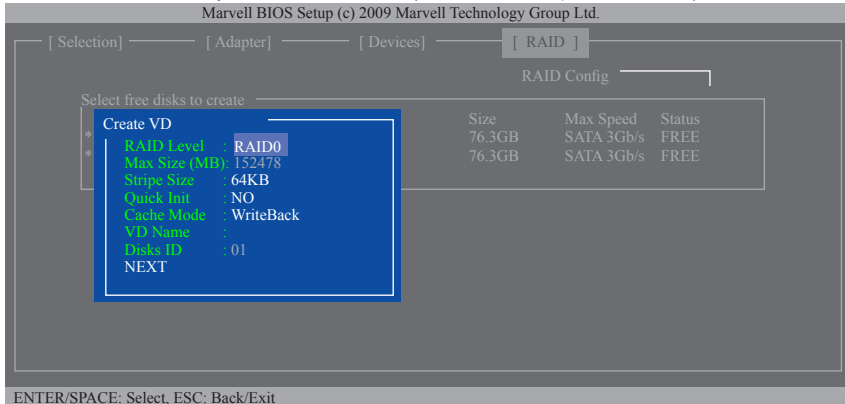 Marvell BIOS Setup (c) 2009 Marvell Technology Group Ltd.
[ Selection] [ Adapter] [ Devices] [ RAID ]
RAID Config
Select free disks to create
Size Max Speed Status
* 76.3GB SATA 3Gb/s FREE
* 76.3GB SATA 3Gb/s FREE
Create VD
RAID Level : RAID0
Max Size (MB): 152478
Stripe Size : 64KB
Quick Init : NO
Cache Mode : WriteBack
VD Name :
Disks ID : 01
NEXT
ENTER/SPACE: Select, ESC: Back/Exit